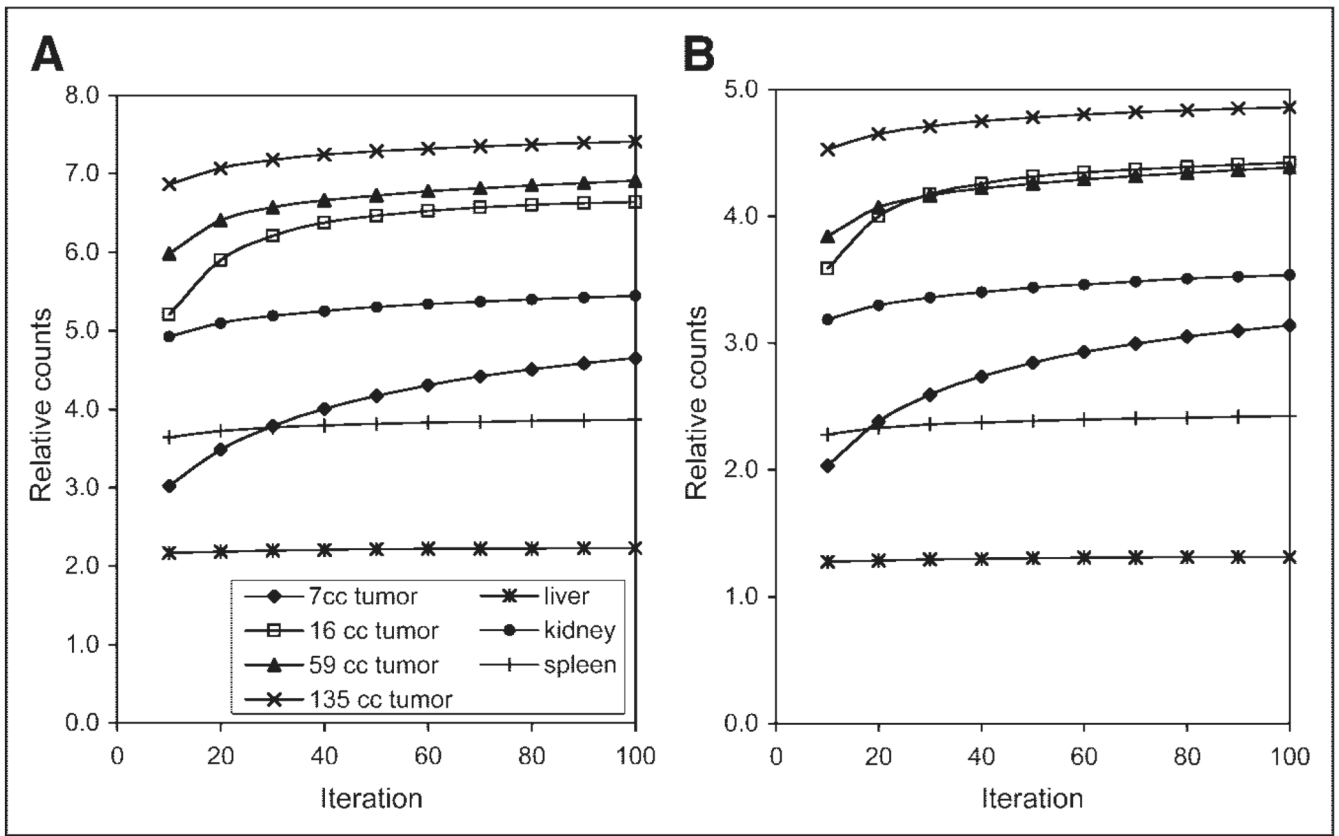 A
B
8.0
7.0
6.0
5.0
4.0
3.0
2.0
1.0
0.0
Relative counts
0 20 40 60 80 100
Iteration
7cc tumor
16 cc tumor
59 cc tumor
135 cc tumor
liver
kidney
spleen
5.0
4.0
3.0
2.0
1.0
0.0
Relative counts
0 20 40 60 80 100
Iteration